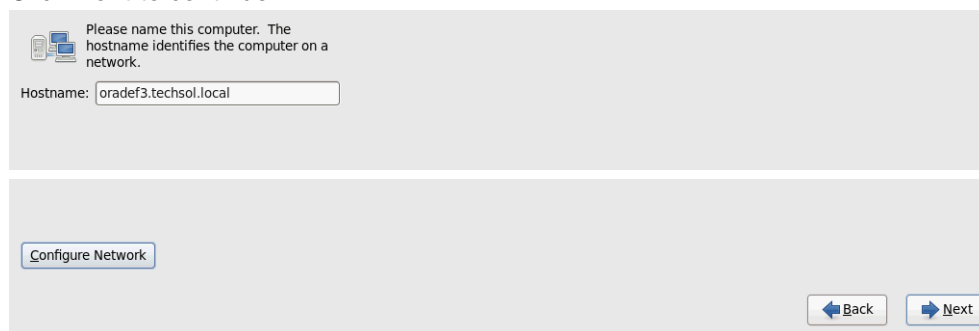 Please name this computer.  The
hostname identifies the computer on a
network.
Hostname: oradef3.techsol.local
Configure Network
Back Next